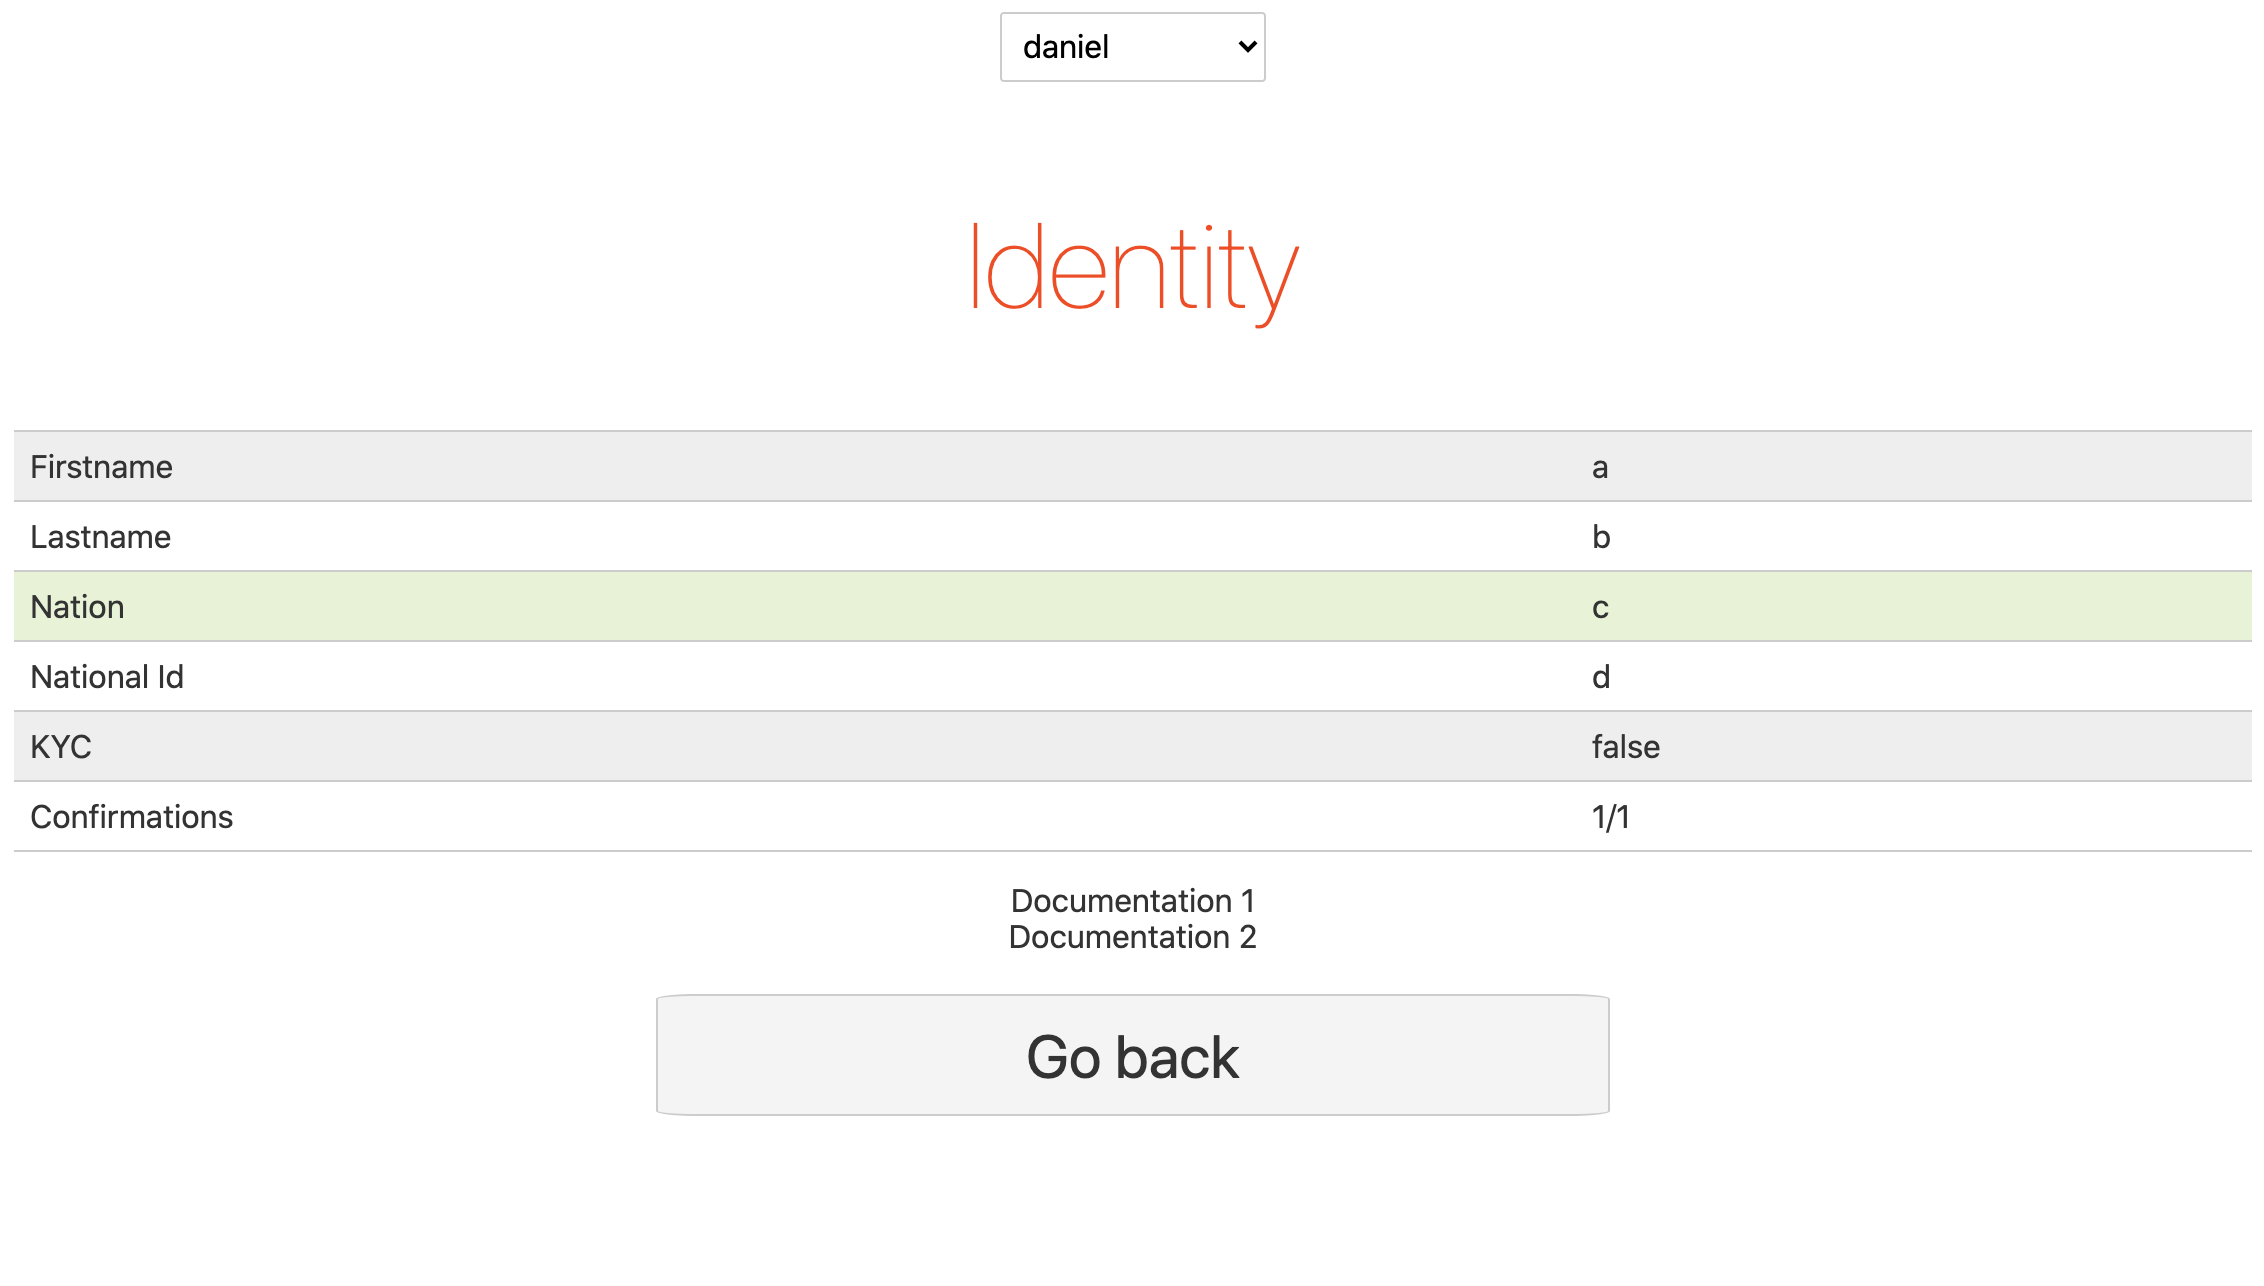 daniel
Identity
Firstname a
Lastname b
Nation c
National Id d
KYC false
Confirmations 1/1
Documentation 1
Documentation 2
Go back